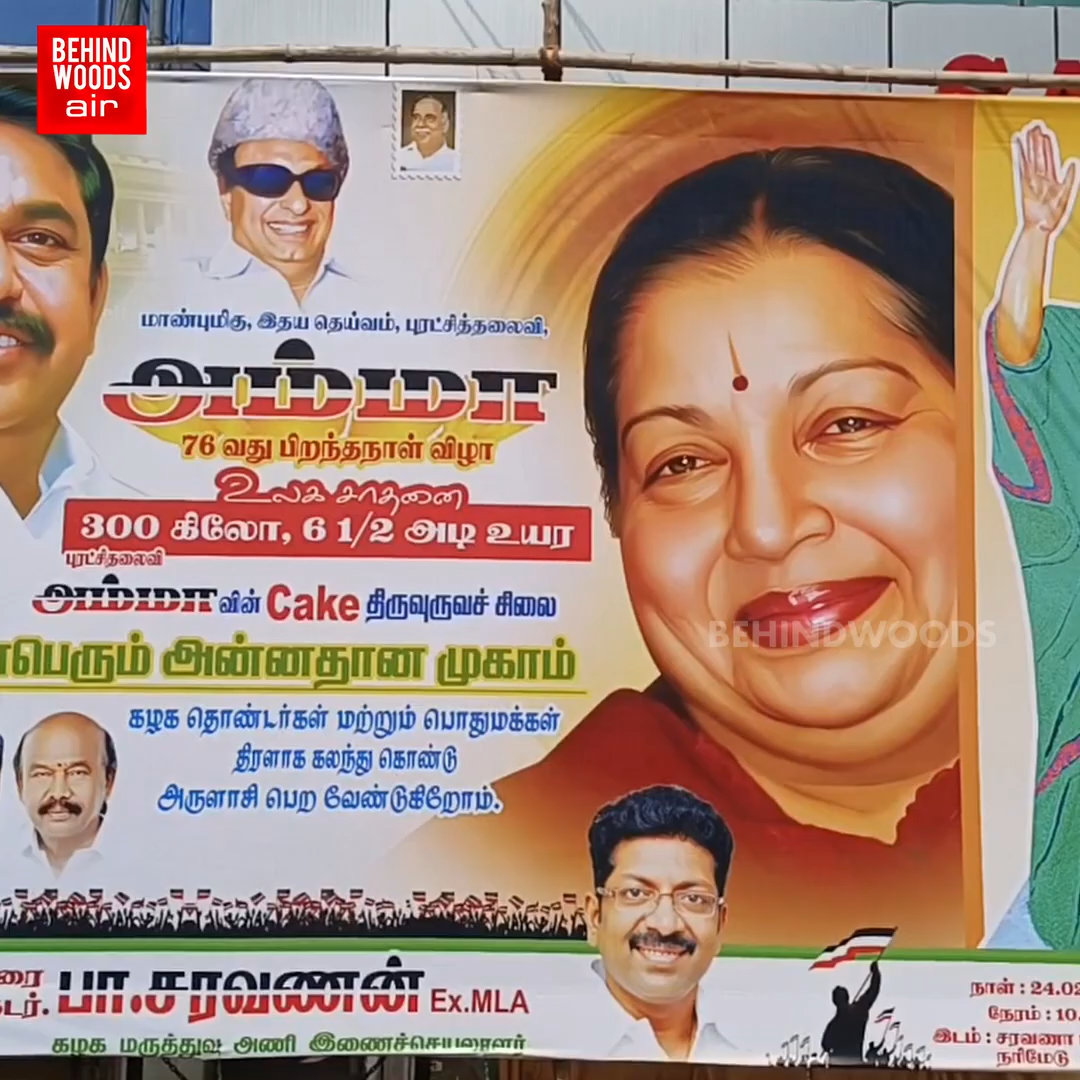 BEHIND
WOODS
air
மாண்புமிகு, இதய தெய்வம், புரட்சித்தலைவி,
அம்மா
76 வது பிறந்தநாள் விழா
உலக சாதனை
300 கிலோ, 6 1/2 அடி உயர
புரட்சிதலைவி
அம்மாவின் Cake திருவுருவச் சிலை
பெரும் அன்னதான முகாம்
BEHINDWOODS
கழக தொண்டர்கள் மற்றும் பொதுமக்கள்
திரளாக கலந்து கொண்டு
அருளாசி பெற வேண்டுகிறோம்.
டர். பா.சரவணன் Ex.MLA
கழக மருத்துவ அணி இணைச்செயலாளர்
நாள் : 24.02
நேரம் : 10.
இடம் : சரவணா
நரிமேடு